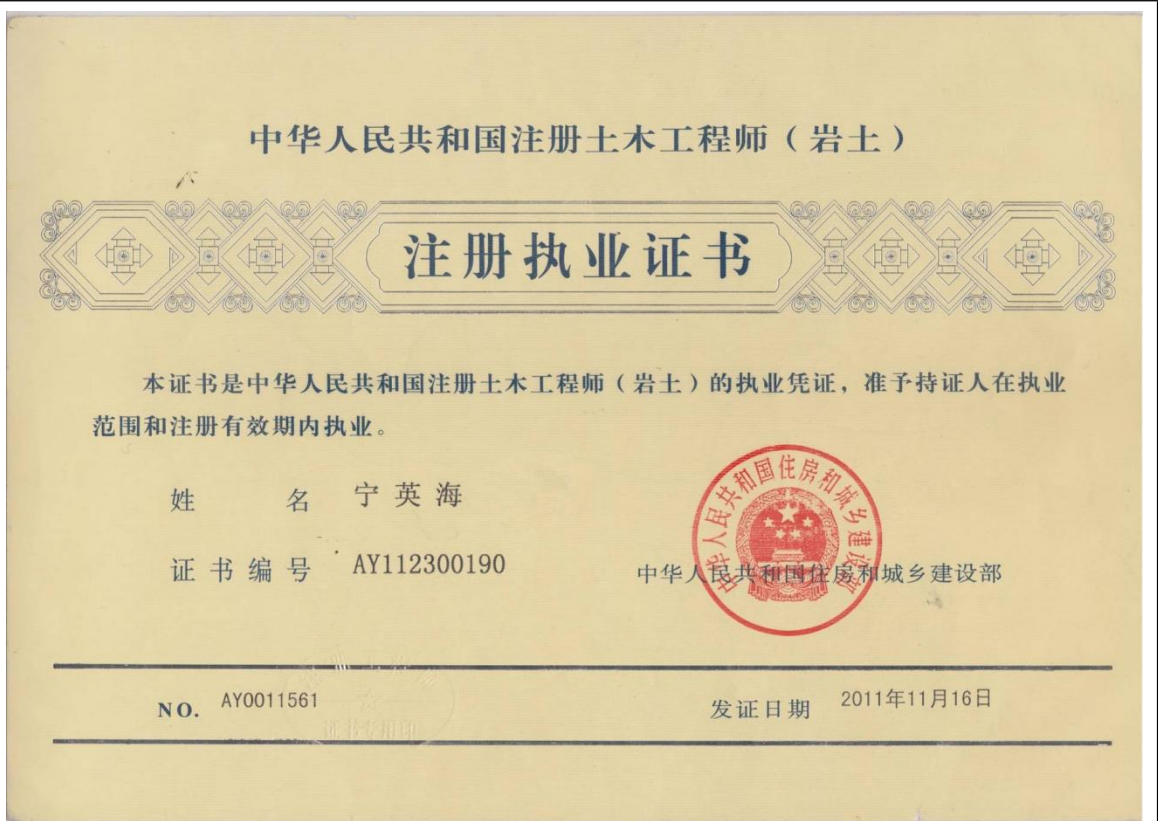 中华人民共和国注册土木工程师（岩土）
注册执业证书
本证书是中华人民共和国注册土木工程师（岩土）的执业凭证，准予持证人在执业
范围和注册有效期内执业。
姓 名 宁英海
证书编号 AY112300190
中华人民共和国住房和城乡建设部
中华人民共和国住房和城乡建设部
NO. AY0011561
发证日期 2011年11月16日